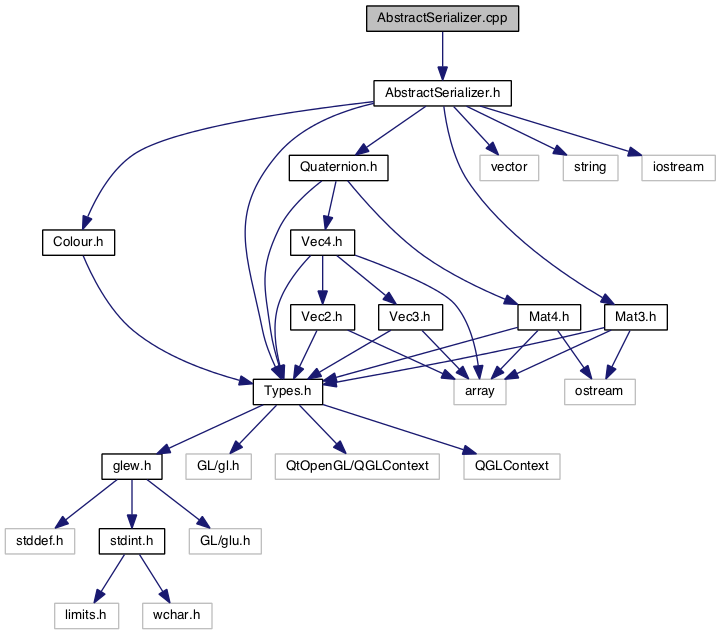 AbstractSerializer.cpp
AbstractSerializer.h
Quaternion.h
vector
string
iostream
Colour.h
Vec4.h
Vec2.h
Vec3.h
Mat4.h
Mat3.h
Types.h
array
ostream
glew.h
GL/gl.h
QtOpenGL/QGLContext
QGLContext
stddef.h
stdint.h
GL/glu.h
limits.h
wchar.h